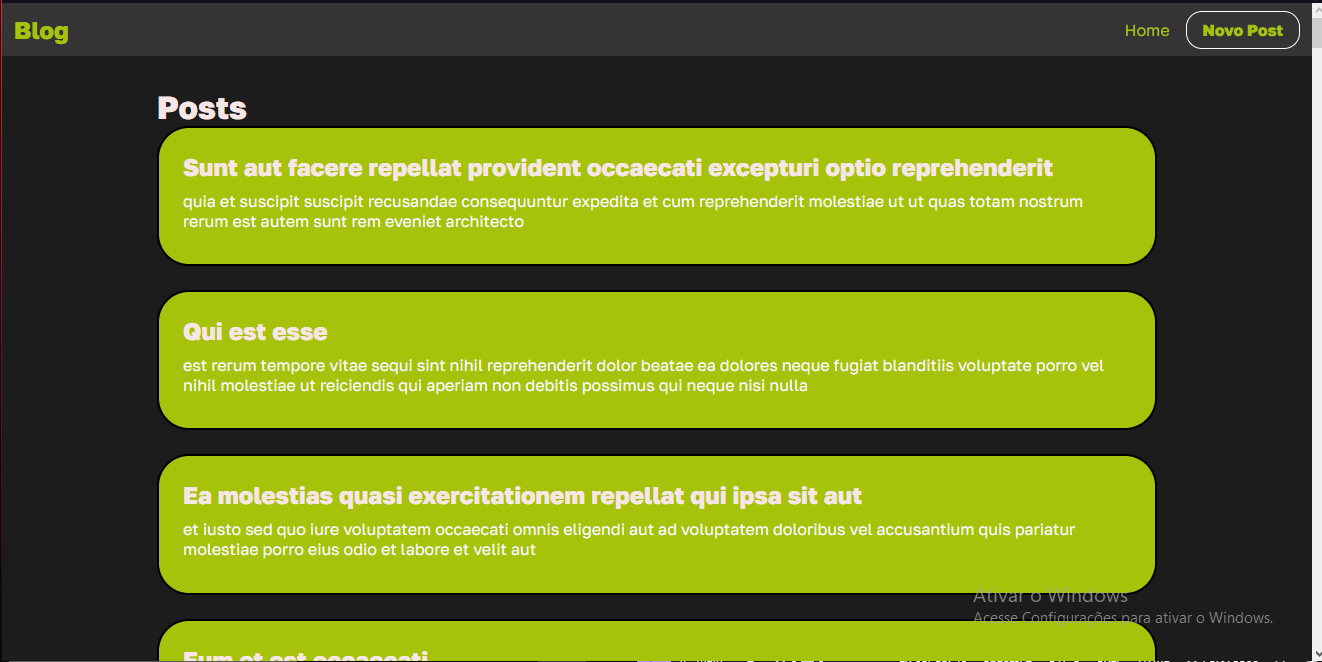 Blog
Home
Novo Post
Posts
Sunt aut facere repellat provident occaecati excepturi optio reprehenderit
quia et suscipit suscipit recusandae consequuntur expedita et cum reprehenderit molestiae ut ut quas totam nostrum
rerum est autem sunt rem eveniet architecto
Qui est esse
est rerum tempore vitae sequi sint nihil reprehenderit dolor beatae ea dolores neque fugiat blanditiis voluptate porro vel
nihil molestiae ut reiciendis qui aperiam non debitis possimus qui neque nisi nulla
Ea molestias quasi exercitationem repellat qui ipsa sit aut
et iusto sed quo iure voluptatem occaecati omnis eligendi aut ad voluptatem doloribus vel accusantium quis pariatur
molestiae porro eius odio et labore et velit aut
Ativar o Windows
Acesse Configurações para ativar o Windows.
Eum et est occaecati